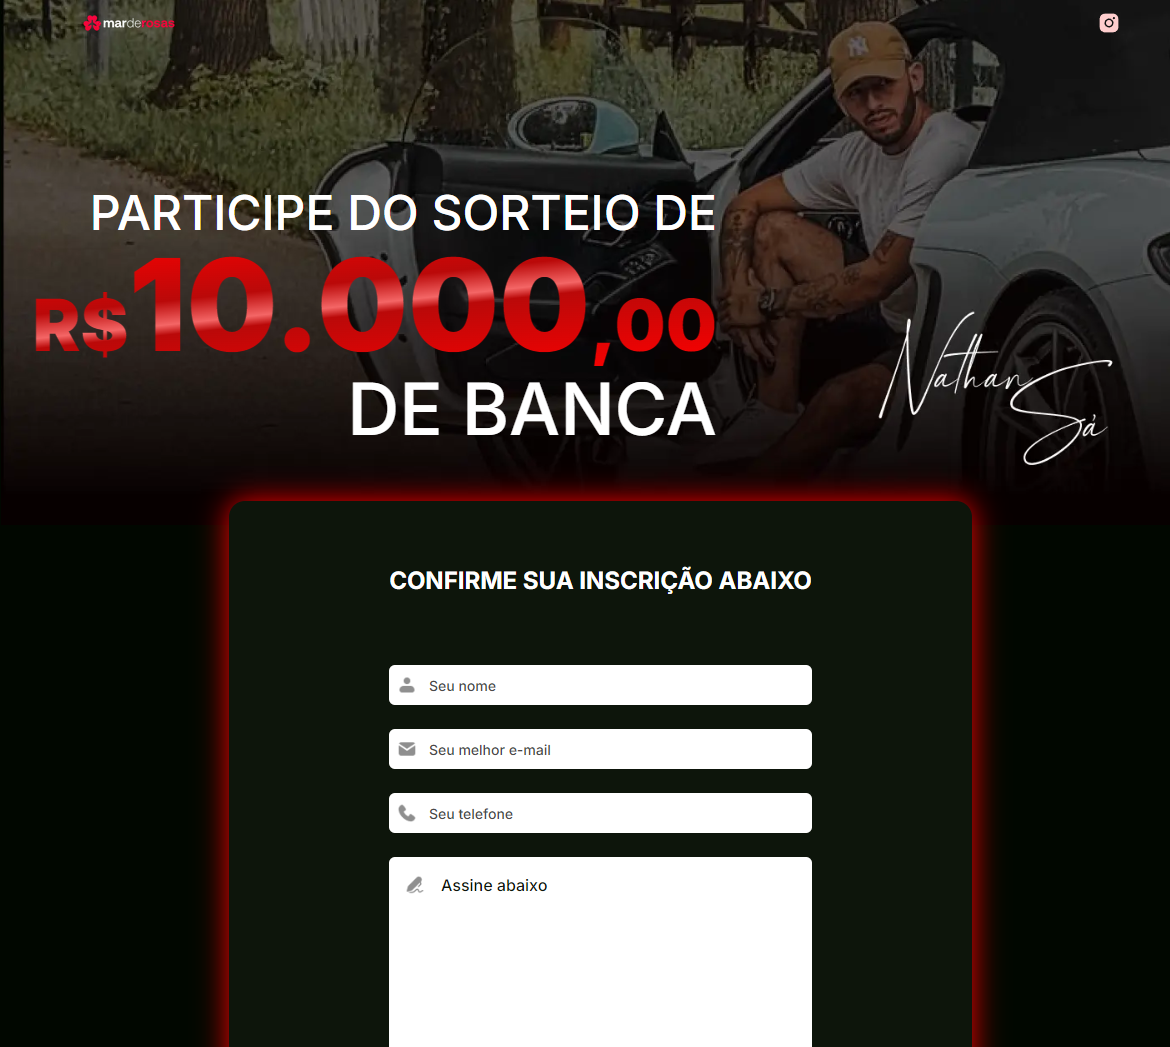 marderosas
PARTICIPE DO SORTEIO DE
R$10.000,00
DE BANCA
Nathan
Sá
CONFIRME SUA INSCRIÇÃO ABAIXO
Seu nome
Seu melhor e-mail
Seu telefone
Assine abaixo